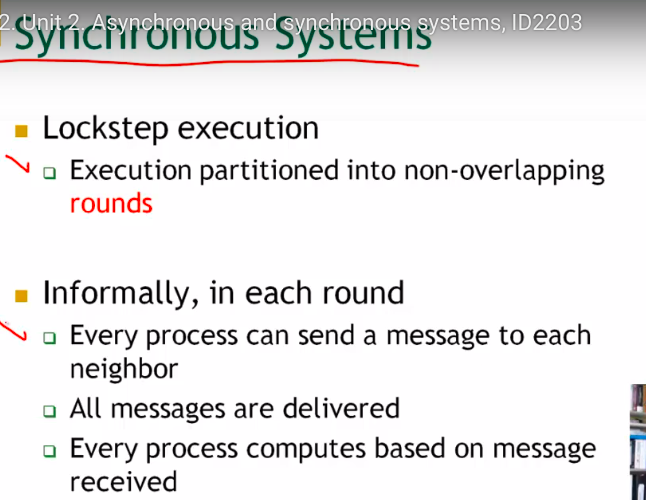 2. Unit 2, Asynchronous and synchronous systems, ID2203
Synchronous Systems
Lockstep execution
Execution partitioned into non-overlapping
rounds
Informally, in each round
Every process can send a message to each
neighbor
All messages are delivered
Every process computes based on message
received